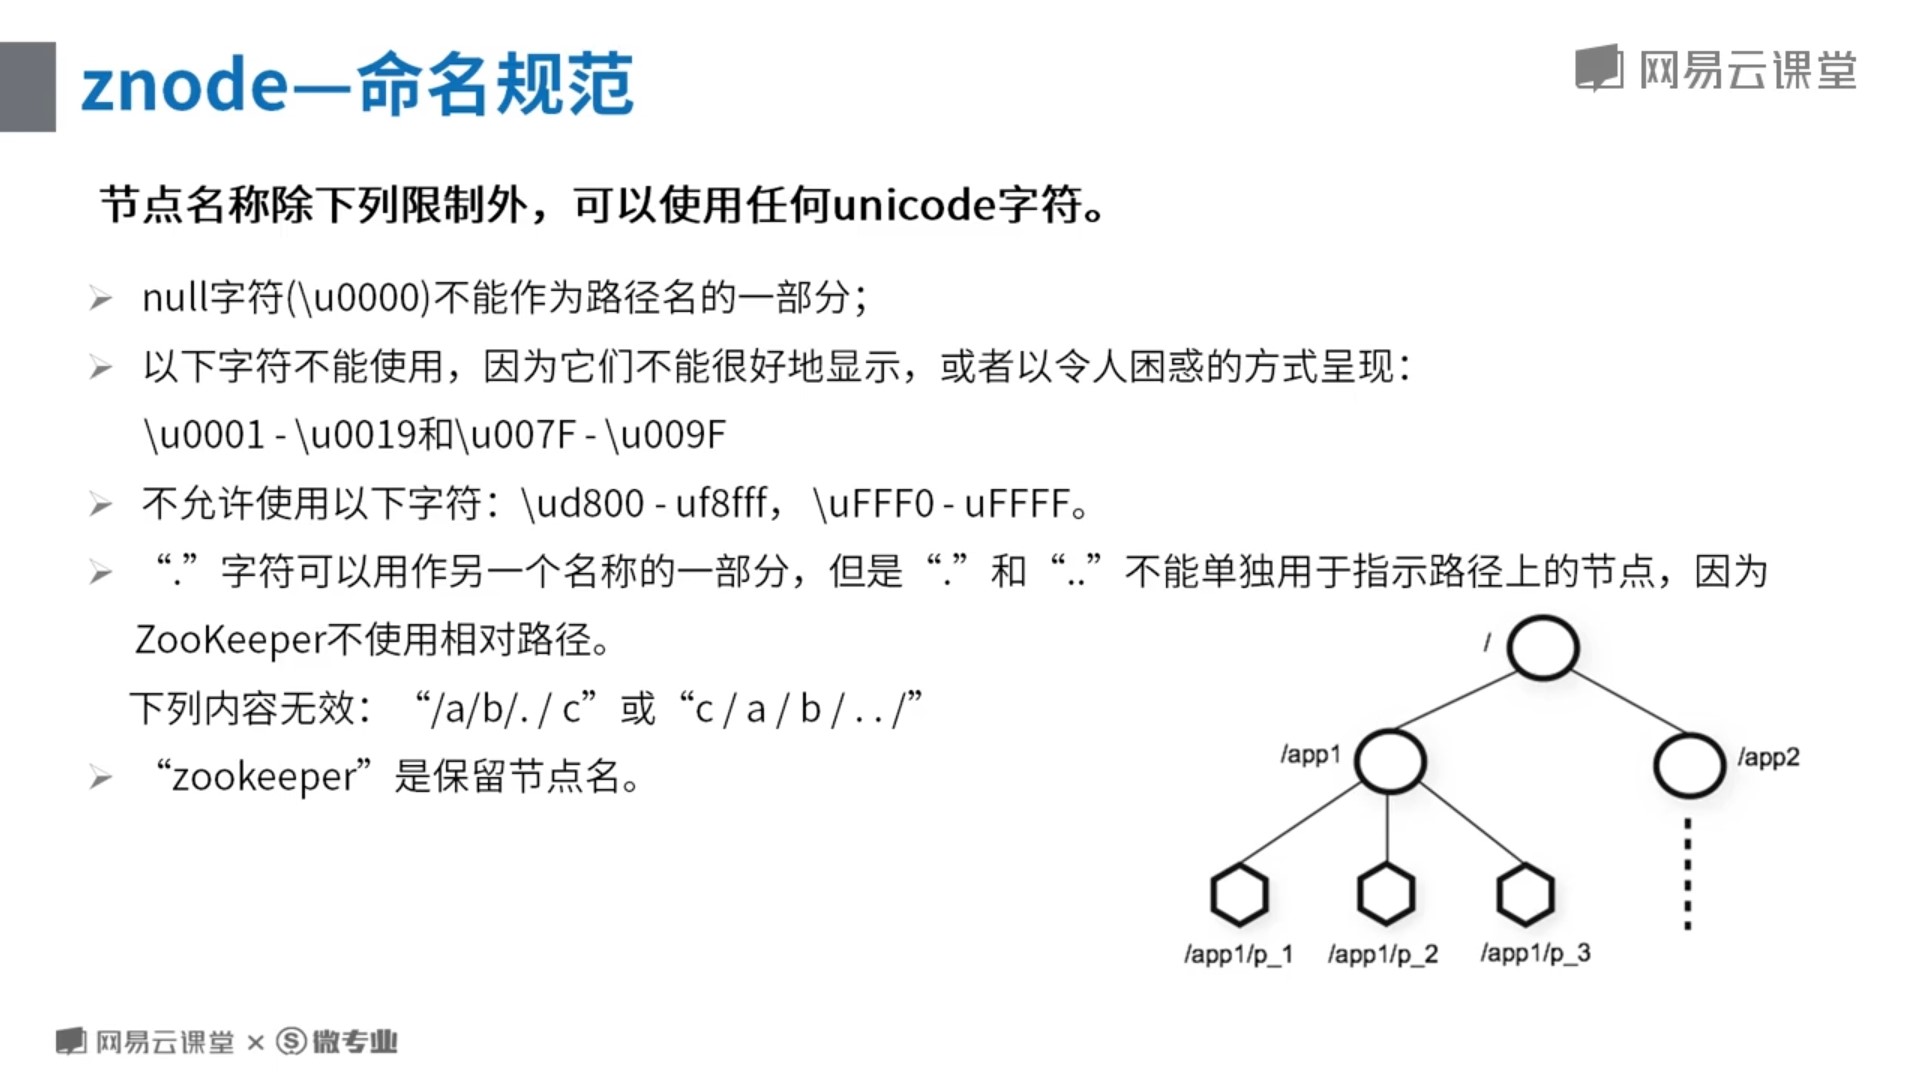 znode—命名规范
网易云课堂
节点名称除下列限制外，可以使用任何unicode字符。
null字符(\u0000)不能作为路径名的一部分；
以下字符不能使用，因为它们不能很好地显示，或者以令人困惑的方式呈现：
\u0001 - \u0019和\u007F - \u009F
不允许使用以下字符：\ud800 - uf8fff， \uFFF0 - uFFFF。
“.”字符可以用作另一个名称的一部分，但是“.”和“..”不能单独用于指示路径上的节点，因为
ZooKeeper不使用相对路径。
下列内容无效：“/a/b/. / c”或“c / a / b / . . /”
“zookeeper”是保留节点名。
/
/app1
/app2
/app1/p_1
/app1/p_2
/app1/p_3
网易云课堂 × S 微专业